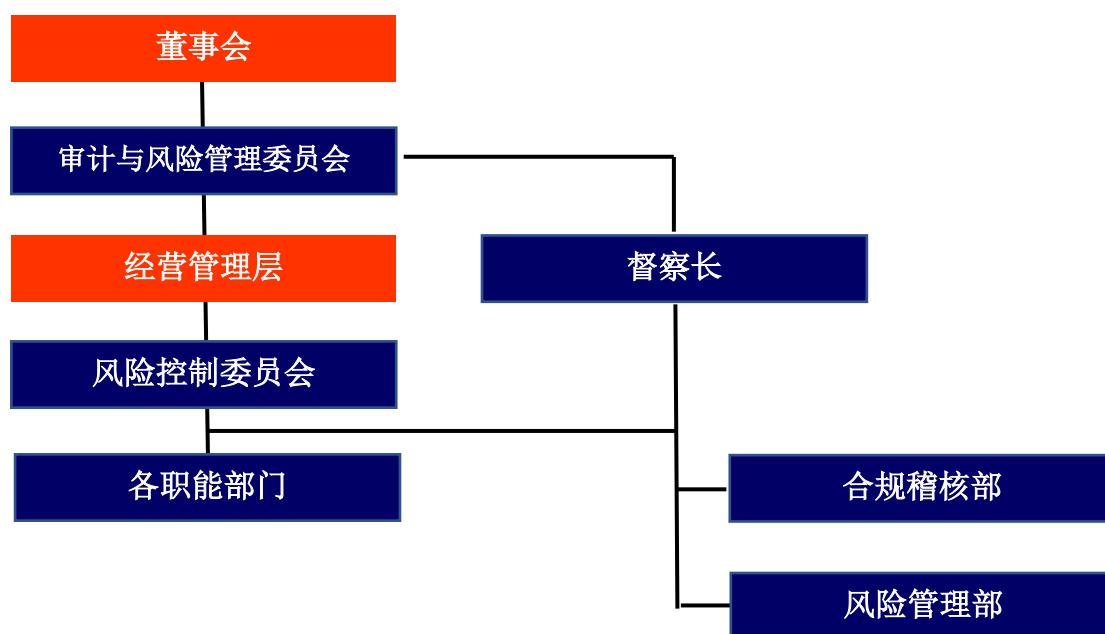 董事会
审计与风险管理委员会
经营管理层
督察长
风险控制委员会
各职能部门
合规稽核部
风险管理部